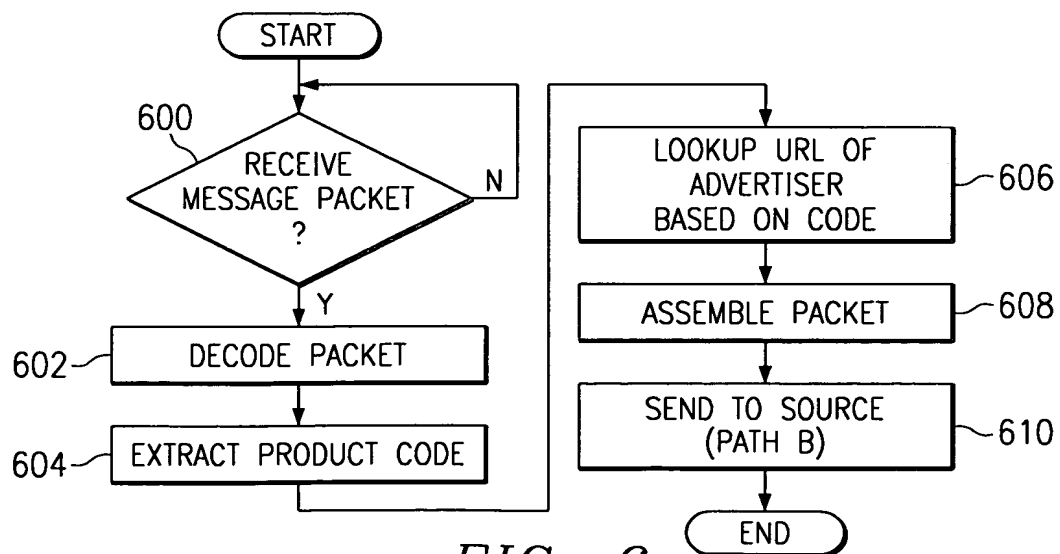 START
600
RECEIVE
MESSAGE PACKET
?
N
Y
602
DECODE PACKET
604
EXTRACT PRODUCT CODE
LOOKUP URL OF
ADVERTISER
BASED ON CODE
606
ASSEMBLE PACKET
608
SEND TO SOURCE
(PATH B)
610
END